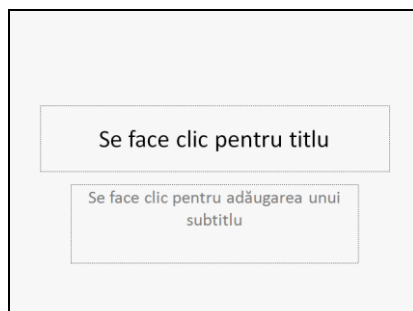 Se face clic pentru titlu
Se face clic pentru adăugarea unui
subtitlu